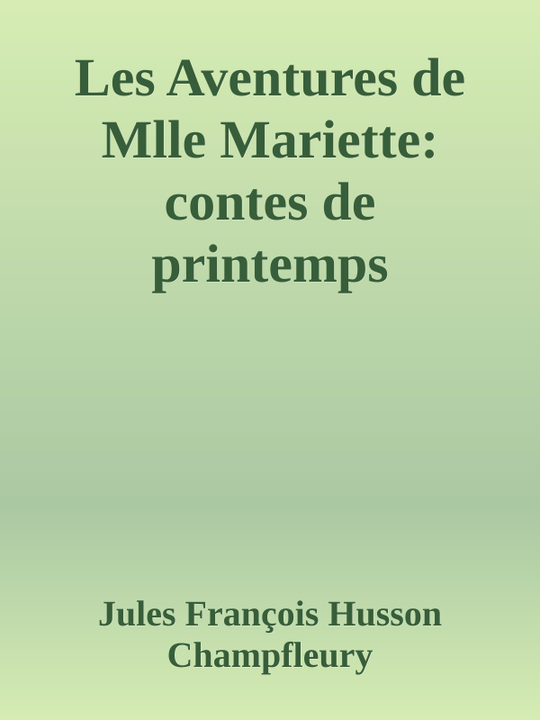 Les Aventures de
Mlle Mariette:
contes de
printemps
Jules François Husson
Champfleury